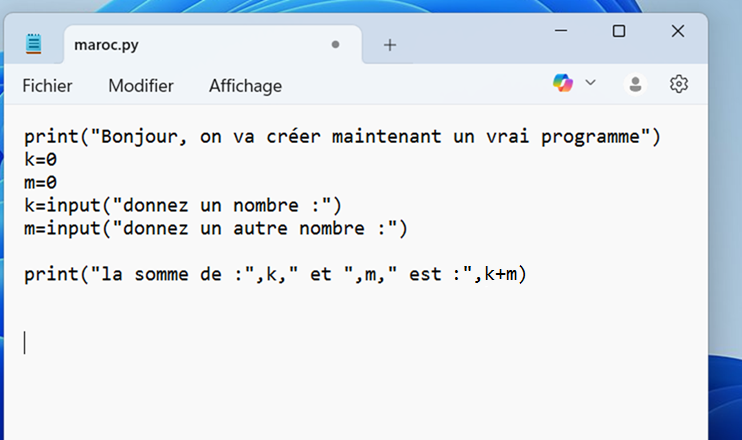 maroc.py
Fichier Modifier Affichage
print("Bonjour, on va créer maintenant un vrai programme")
k=0
m=0
k=input("donnez un nombre :")
m=input("donnez un autre nombre :")
print("la somme de :",k," et ",m," est :",k+m)